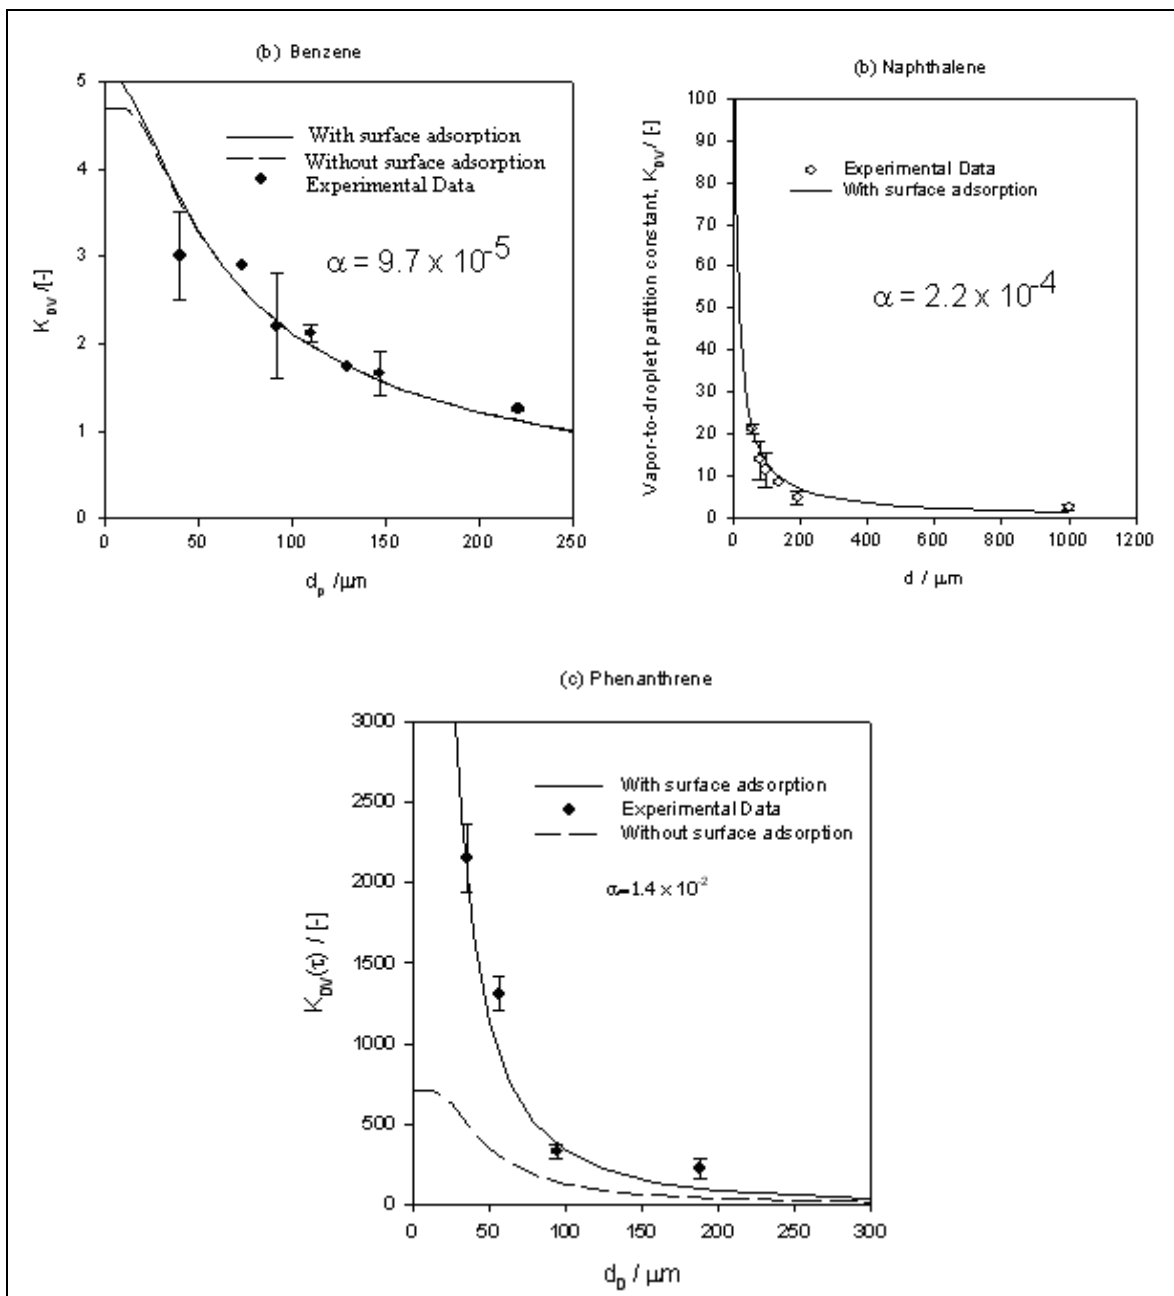 (b) Benzene
5
4
3
2
1
0
K_DV /[-]
With surface adsorption
Without surface adsorption
Experimental Data
α = 9.7 x 10^-5
0 50 100 150 200 250
d_p /μm
(b) Naphthalene
100
90
80
70
60
50
40
30
20
10
0
Vapor-to-droplet partition constant, K_DV / [-]
Experimental Data
With surface adsorption
α = 2.2 x 10^-4
0 200 400 600 800 1000 1200
d / μm
(c) Phenanthrene
3000
2500
2000
1500
1000
500
0
K_DV(τ) / [-]
With surface adsorption
Experimental Data
Without surface adsorption
α=1.4 x 10^-2
0 50 100 150 200 250 300
d_D / μm